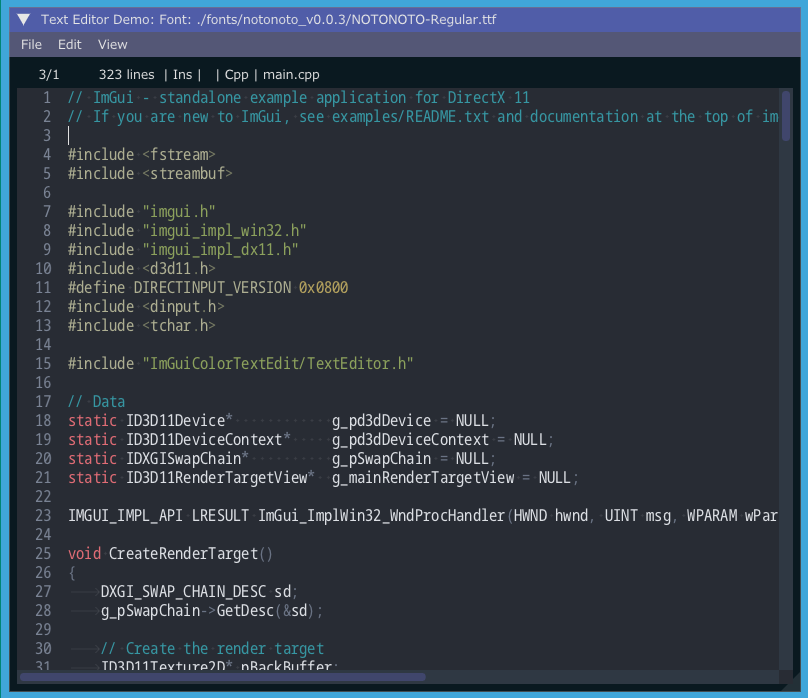 Text Editor Demo: Font: ./fonts/notonoto_v0.0.3/NOTONOTO-Regular.ttf
File Edit View
3/1 323 lines | Ins | | Cpp | main.cpp
1 // ImGui - standalone example application for DirectX 11
2 // If you are new to ImGui, see examples/README.txt and documentation at the top of im
3
4 #include <fstream>
5 #include <streambuf>
6
7 #include "imgui.h"
8 #include "imgui_impl_win32.h"
9 #include "imgui_impl_dx11.h"
10 #include <d3d11.h>
11 #define DIRECTINPUT_VERSION 0x0800
12 #include <dinput.h>
13 #include <tchar.h>
14
15 #include "ImGuiColorTextEdit/TextEditor.h"
16
17 // Data
18 static ID3D11Device*            g_pd3dDevice = NULL;
19 static ID3D11DeviceContext*     g_pd3dDeviceContext = NULL;
20 static IDXGISwapChain*          g_pSwapChain = NULL;
21 static ID3D11RenderTargetView*  g_mainRenderTargetView = NULL;
22
23 IMGUI_IMPL_API LRESULT ImGui_ImplWin32_WndProcHandler(HWND hwnd, UINT msg, WPARAM wPar
24
25 void CreateRenderTarget()
26 {
27     DXGI_SWAP_CHAIN_DESC sd;
28     g_pSwapChain->GetDesc(&sd);
29
30     // Create the render target
31     ID3D11Texture2D* pBackBuffer;